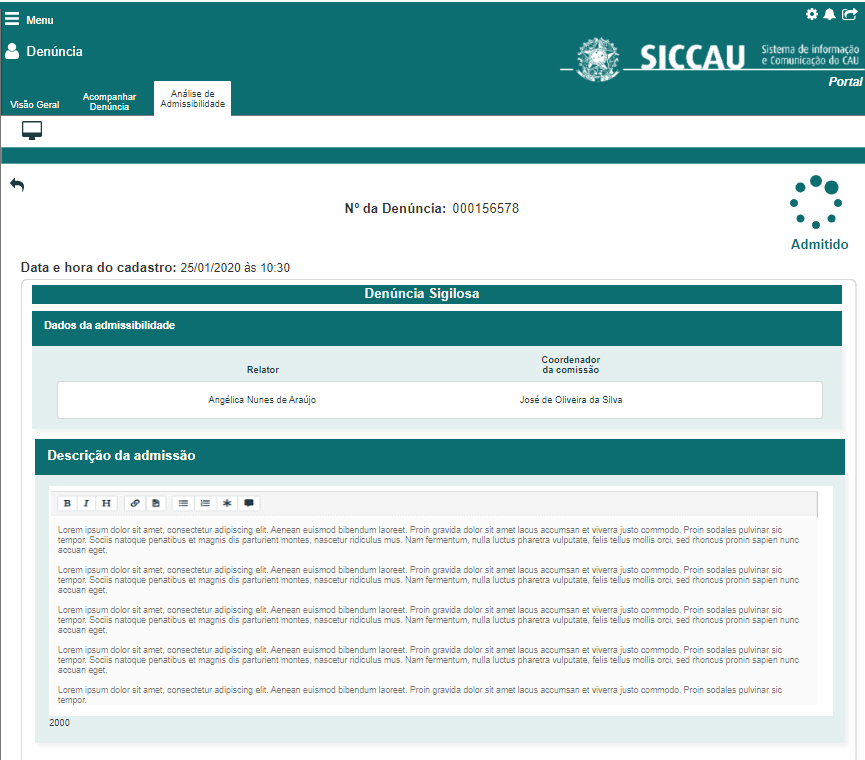 Menu
Denúncia
SICCAU
Sistema de informação
e Comunicação do CAU
Portal
Visão Geral
Acompanhar
Denúncia
Análise de
Admissibilidade
Nº da Denúncia: 000156578
Admitido
Data e hora do cadastro: 25/01/2020 às 10:30
Denúncia Sigilosa
Dados da admissibilidade
Relator
Coordenador
da comissão
Angélica Nunes de Araújo
José de Oliveira da Silva
Descrição da admissão
B I H
Lorem ipsum dolor sit amet, consectetur adipiscing elit. Aenean euismod bibendum laoreet. Proin gravida dolor sit amet lacus accumsan et viverra justo commodo. Proin sodales pulvinar sic
tempor. Sociis natoque penatibus et magnis dis parturient montes, nascetur ridiculus mus. Nam fermentum, nulla luctus pharetra vulputate, felis tellus mollis orci, sed rhoncus pronin sapien nunc
accuan eget.
Lorem ipsum dolor sit amet, consectetur adipiscing elit. Aenean euismod bibendum laoreet. Proin gravida dolor sit amet lacus accumsan et viverra justo commodo. Proin sodales pulvinar sic
tempor. Sociis natoque penatibus et magnis dis parturient montes, nascetur ridiculus mus. Nam fermentum, nulla luctus pharetra vulputate, felis tellus mollis orci, sed rhoncus pronin sapien nunc
accuan eget.
Lorem ipsum dolor sit amet, consectetur adipiscing elit. Aenean euismod bibendum laoreet. Proin gravida dolor sit amet lacus accumsan et viverra justo commodo. Proin sodales pulvinar sic
tempor. Sociis natoque penatibus et magnis dis parturient montes, nascetur ridiculus mus. Nam fermentum, nulla luctus pharetra vulputate, felis tellus mollis orci, sed rhoncus pronin sapien nunc
accuan eget.
Lorem ipsum dolor sit amet, consectetur adipiscing elit. Aenean euismod bibendum laoreet. Proin gravida dolor sit amet lacus accumsan et viverra justo commodo. Proin sodales pulvinar sic
tempor. Sociis natoque penatibus et magnis dis parturient montes, nascetur ridiculus mus. Nam fermentum, nulla luctus pharetra vulputate, felis tellus mollis orci, sed rhoncus pronin sapien nunc
accuan eget.
Lorem ipsum dolor sit amet, consectetur adipiscing elit. Aenean euismod bibendum laoreet. Proin gravida dolor sit amet lacus accumsan et viverra justo commodo. Proin sodales pulvinar sic
tempor.
2000